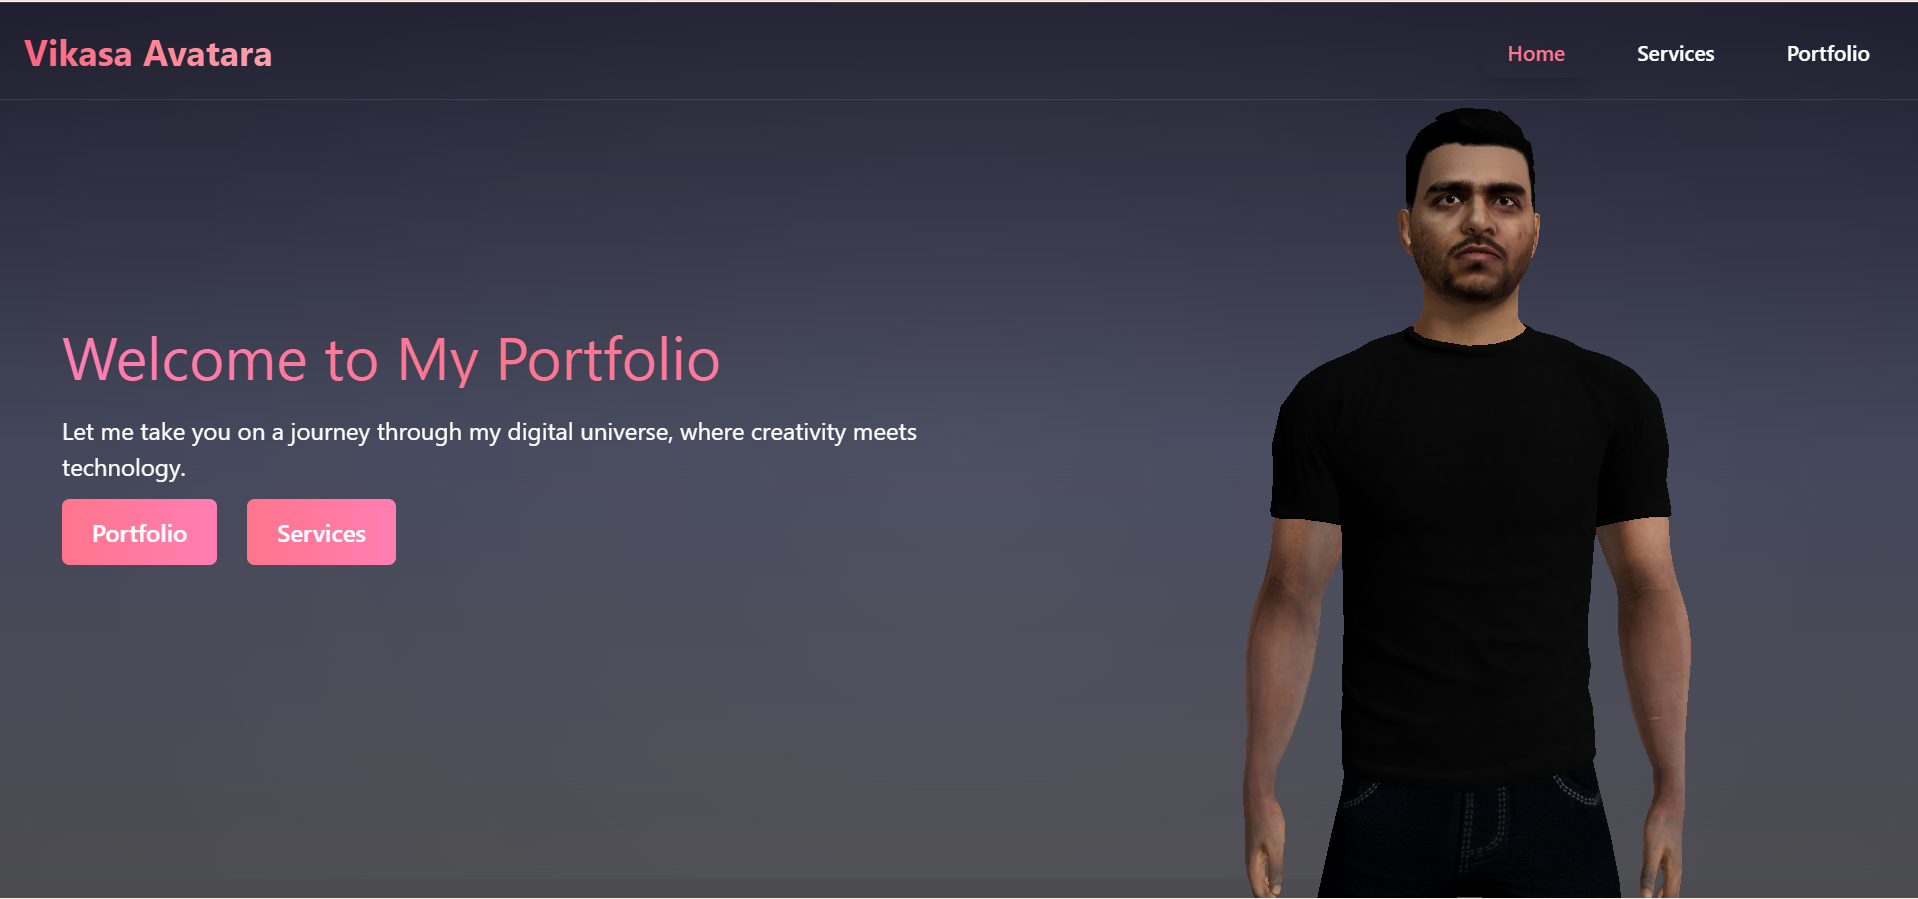 Vikasa Avatara
Home
Services
Portfolio
Welcome to My Portfolio
Let me take you on a journey through my digital universe, where creativity meets
technology.
Portfolio
Services